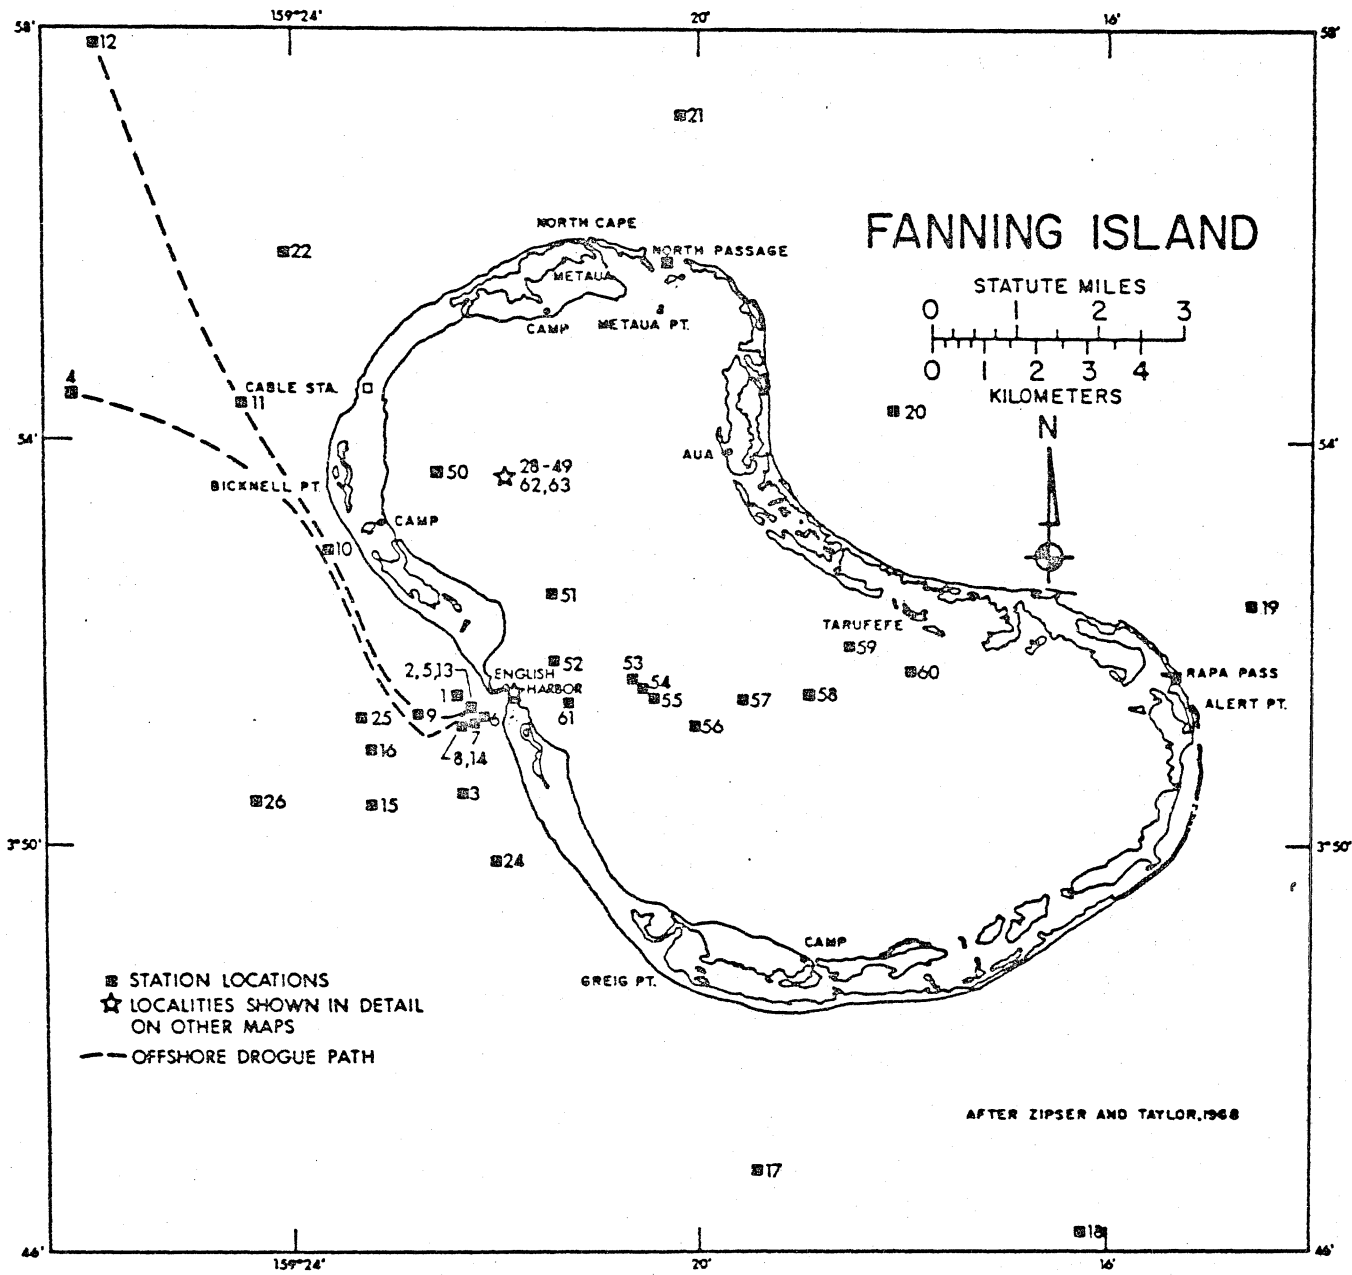 159°24'
20'
16'
58'
58'
12
21
NORTH CAPE
FANNING ISLAND
22
NORTH PASSAGE
METAUA
STATUTE MILES
0 1 2 3
CAMP
METAUA PT.
0 1 2 3 4
KILOMETERS
4
CABLE STA.
11
20
N
54'
54'
AUA
50
28-49
62,63
BICKNELL PT.
CAMP
10
51
19
TARUFEFE
59
60
2,5,13
ENGLISH
HARBOR
52
53
54
55
57
58
RAPA PASS
ALERT PT.
1
25
9
6
61
56
7
16
8,14
26
15
3
3°50'
3°50'
24
CAMP
GREIG PT.
STATION LOCATIONS
LOCALITIES SHOWN IN DETAIL
ON OTHER MAPS
OFFSHORE DROGUE PATH
AFTER ZIPSER AND TAYLOR,1968
17
18
46'
46'
159°24'
20'
16'